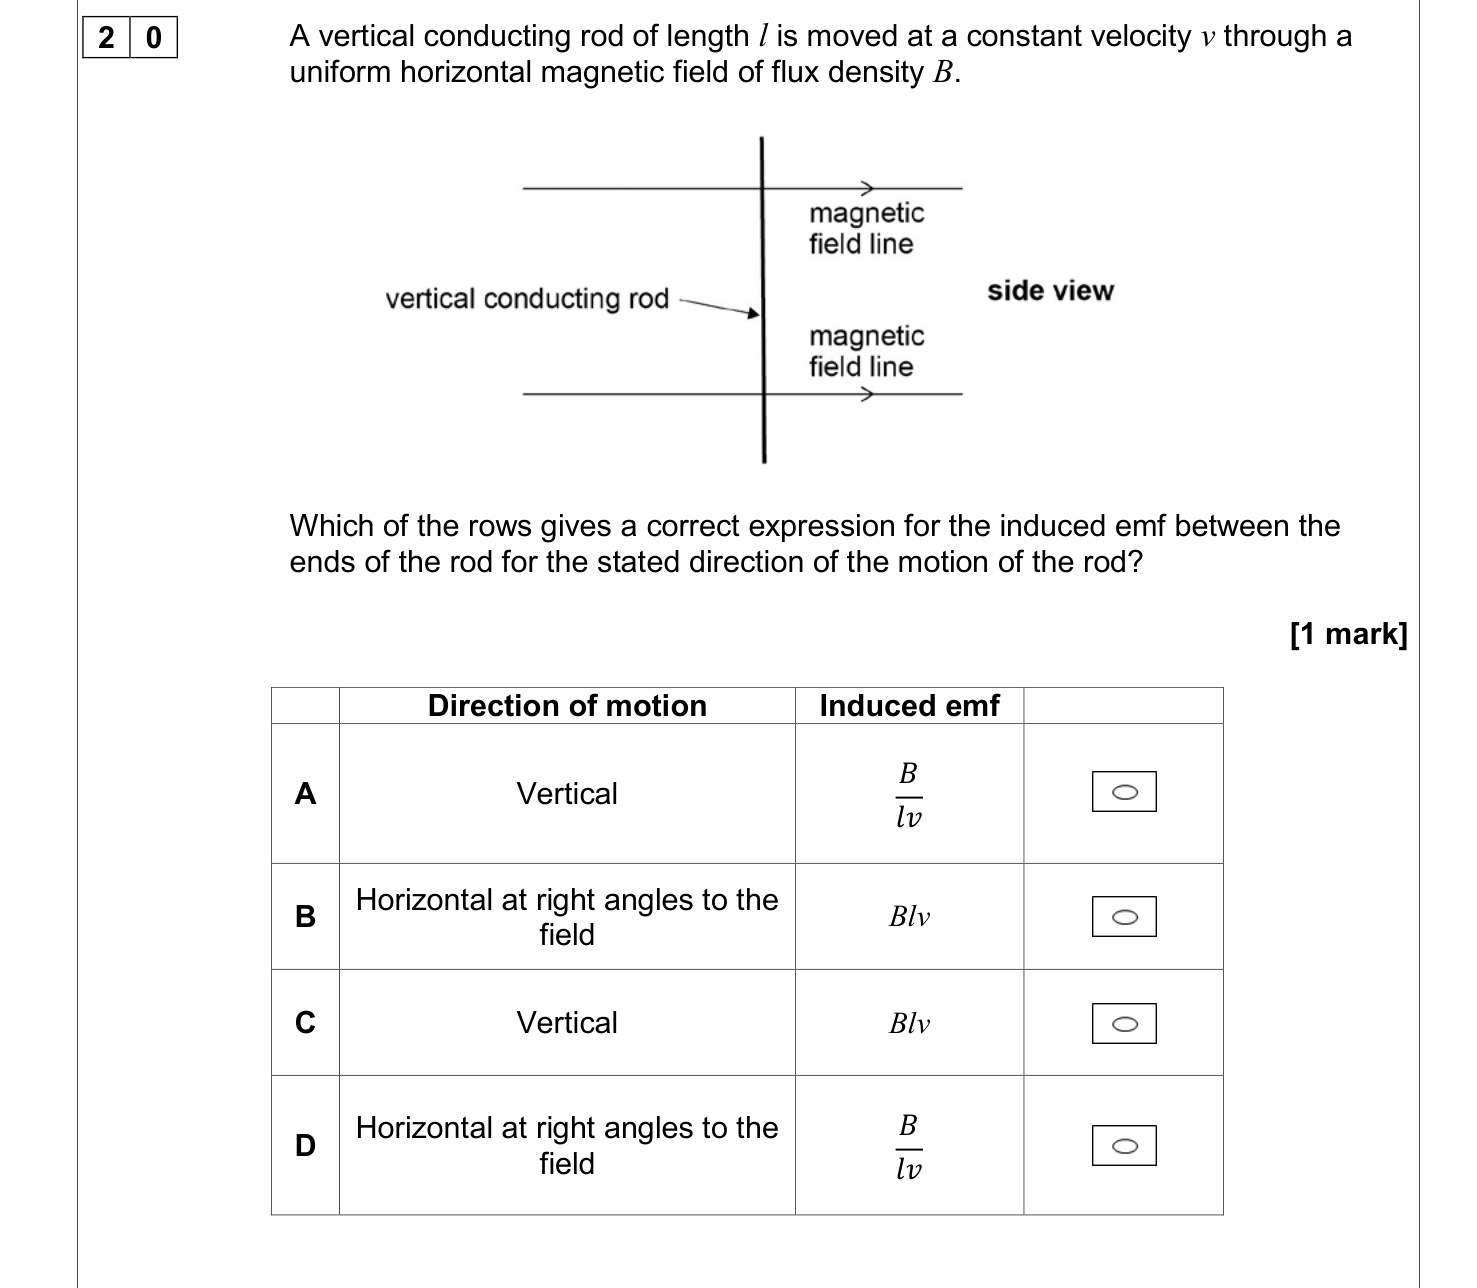 2 0
A vertical conducting rod of length l is moved at a constant velocity v through a
uniform horizontal magnetic field of flux density B.
magnetic
field line
side view
vertical conducting rod
magnetic
field line
Which of the rows gives a correct expression for the induced emf between the
ends of the rod for the stated direction of the motion of the rod?
[1 mark]
Direction of motion Induced emf
A Vertical B/lv
B Horizontal at right angles to the
field Blv
C Vertical Blv
D Horizontal at right angles to the
field B/lv